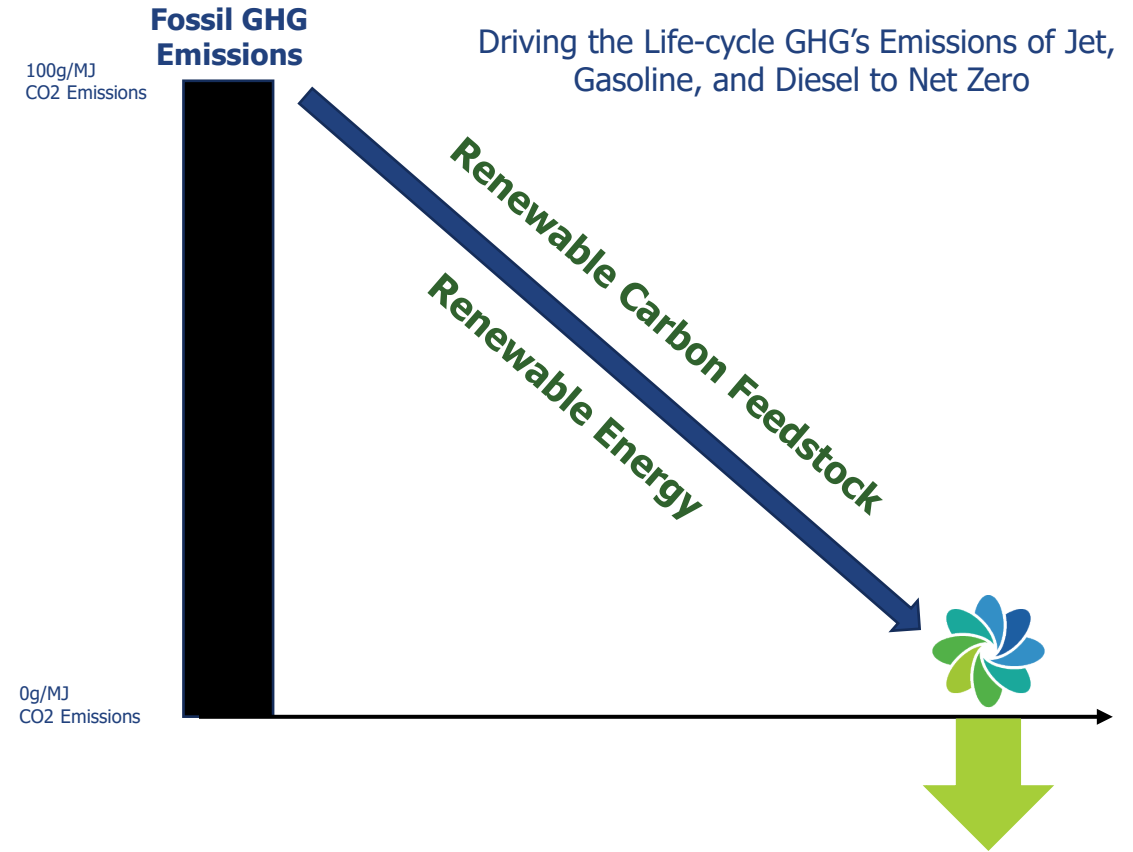 Fossil GHG
Emissions
Driving the Life-cycle GHG's Emissions of Jet,
Gasoline, and Diesel to Net Zero
100g/MJ
CO2 Emissions
Renewable Carbon Feedstock
Renewable Energy
0g/MJ
CO2 Emissions